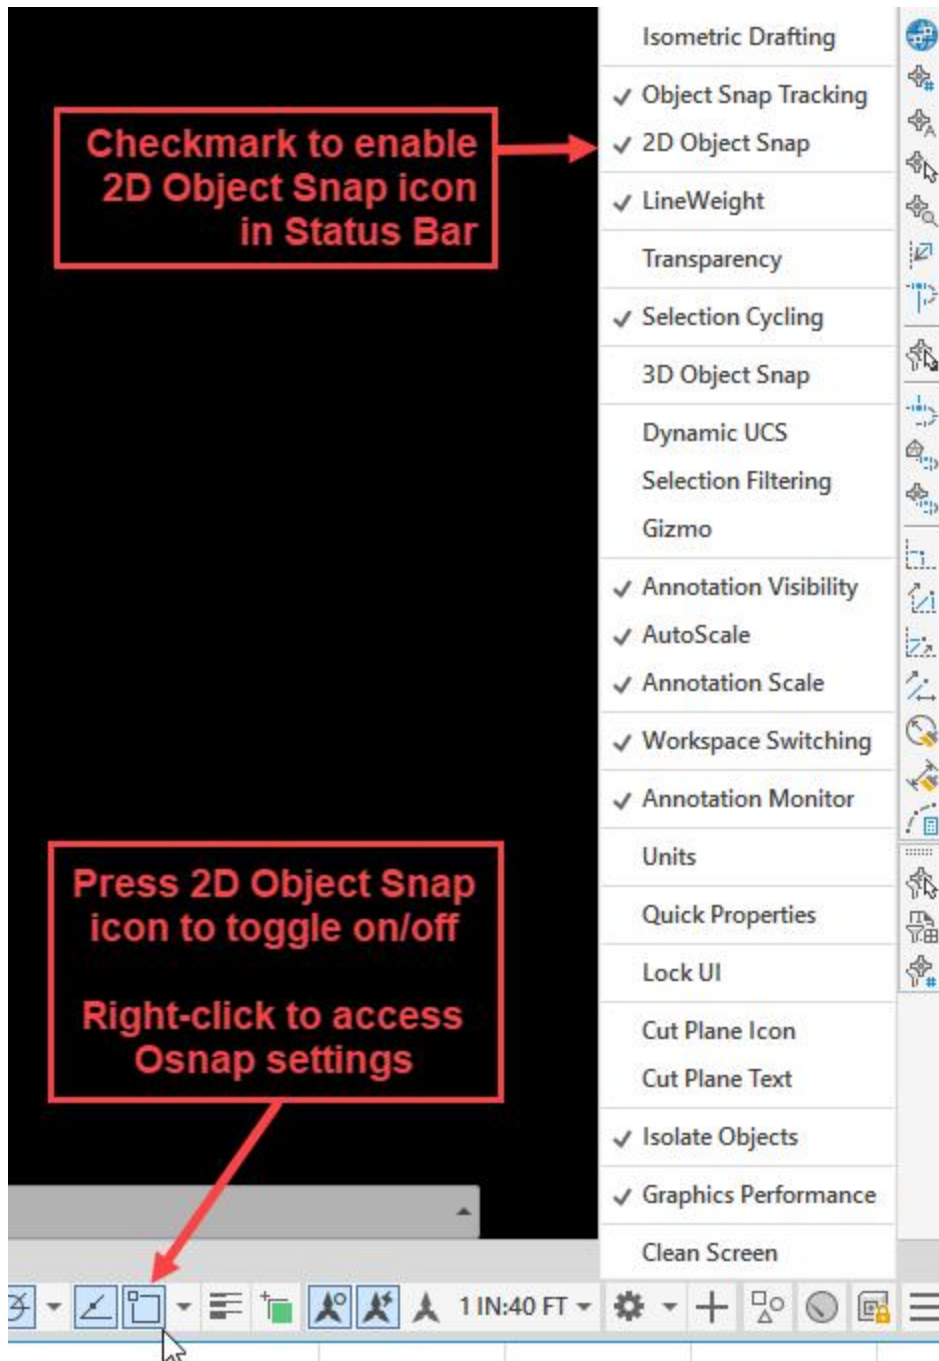 Isometric Drafting
Object Snap Tracking
Checkmark to enable
2D Object Snap icon
in Status Bar
2D Object Snap
LineWeight
Transparency
Selection Cycling
3D Object Snap
Dynamic UCS
Selection Filtering
Gizmo
Annotation Visibility
AutoScale
Annotation Scale
Workspace Switching
Annotation Monitor
Units
Quick Properties
Lock UI
Cut Plane Icon
Cut Plane Text
Isolate Objects
Graphics Performance
Clean Screen
Press 2D Object Snap
icon to toggle on/off
Right-click to access
Osnap settings
1 IN:40 FT